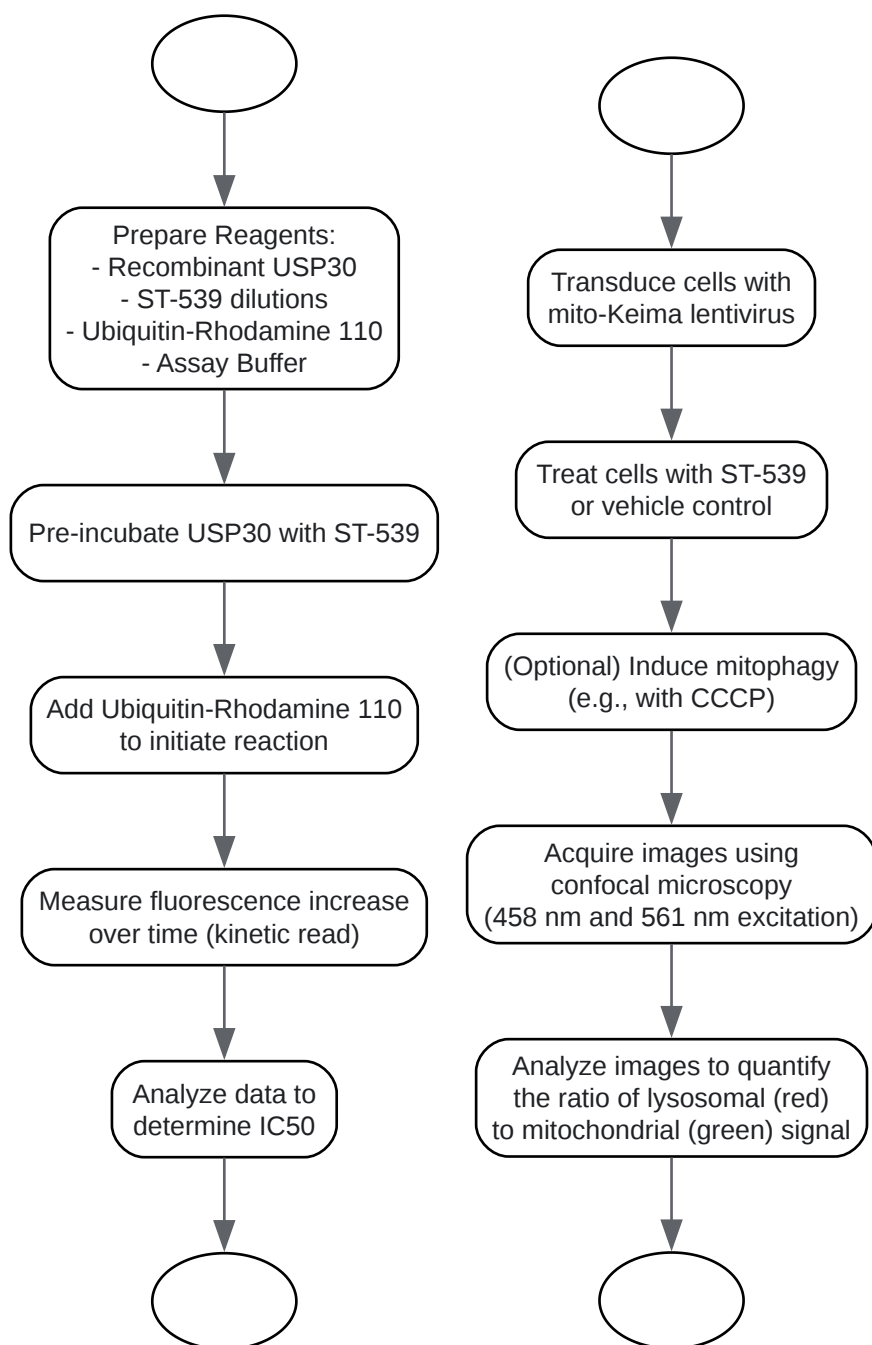 Prepare Reagents:
- Recombinant USP30
- ST-539 dilutions
- Ubiquitin-Rhodamine 110
- Assay Buffer
Pre-incubate USP30 with ST-539
Add Ubiquitin-Rhodamine 110
to initiate reaction
Measure fluorescence increase
over time (kinetic read)
Analyze data to
determine IC50
Transduce cells with
mito-Keima lentivirus
Treat cells with ST-539
or vehicle control
(Optional) Induce mitophagy
(e.g., with CCCP)
Acquire images using
confocal microscopy
(458 nm and 561 nm excitation)
Analyze images to quantify
the ratio of lysosomal (red)
to mitochondrial (green) signal